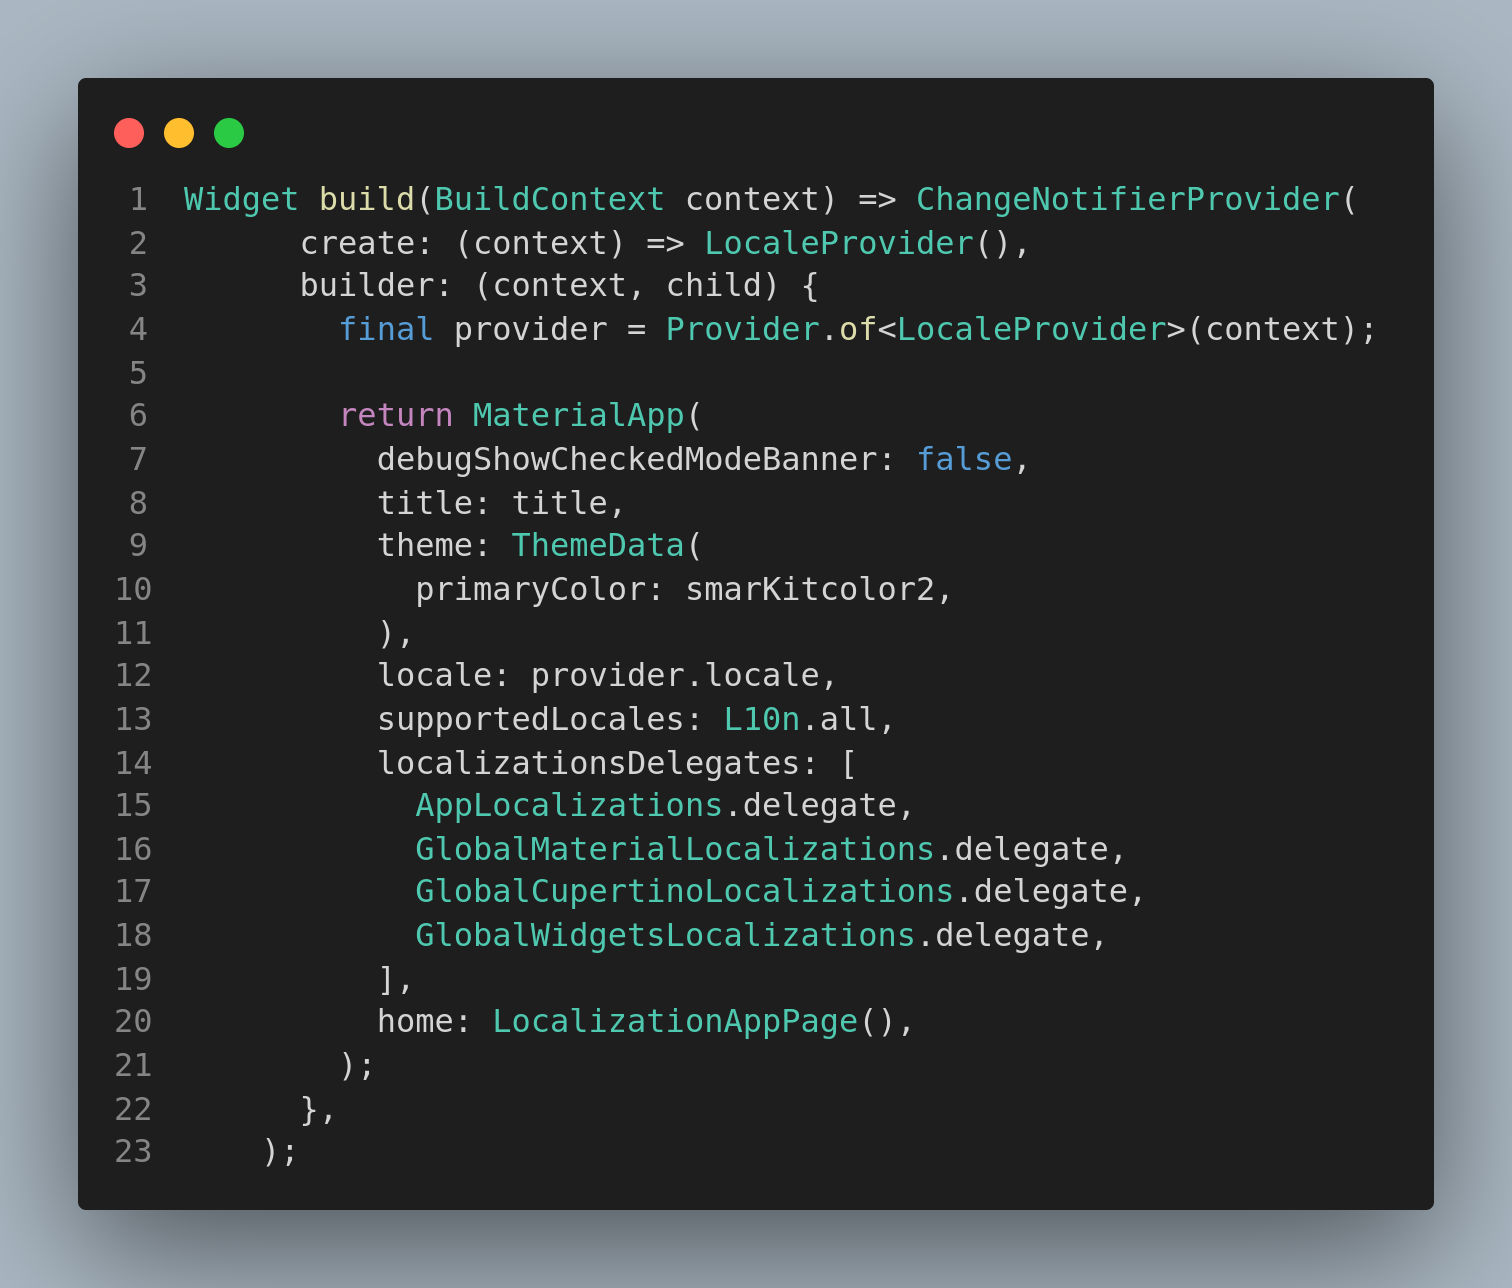 1 Widget build(BuildContext context) => ChangeNotifierProvider(
2       create: (context) => LocaleProvider(),
3       builder: (context, child) {
4         final provider = Provider.of<LocaleProvider>(context);
5
6         return MaterialApp(
7           debugShowCheckedModeBanner: false,
8           title: title,
9           theme: ThemeData(
10             primaryColor: smarKitcolor2,
11           ),
12           locale: provider.locale,
13           supportedLocales: L10n.all,
14           localizationsDelegates: [
15             AppLocalizations.delegate,
16             GlobalMaterialLocalizations.delegate,
17             GlobalCupertinoLocalizations.delegate,
18             GlobalWidgetsLocalizations.delegate,
19           ],
20           home: LocalizationAppPage(),
21         );
22       },
23     );